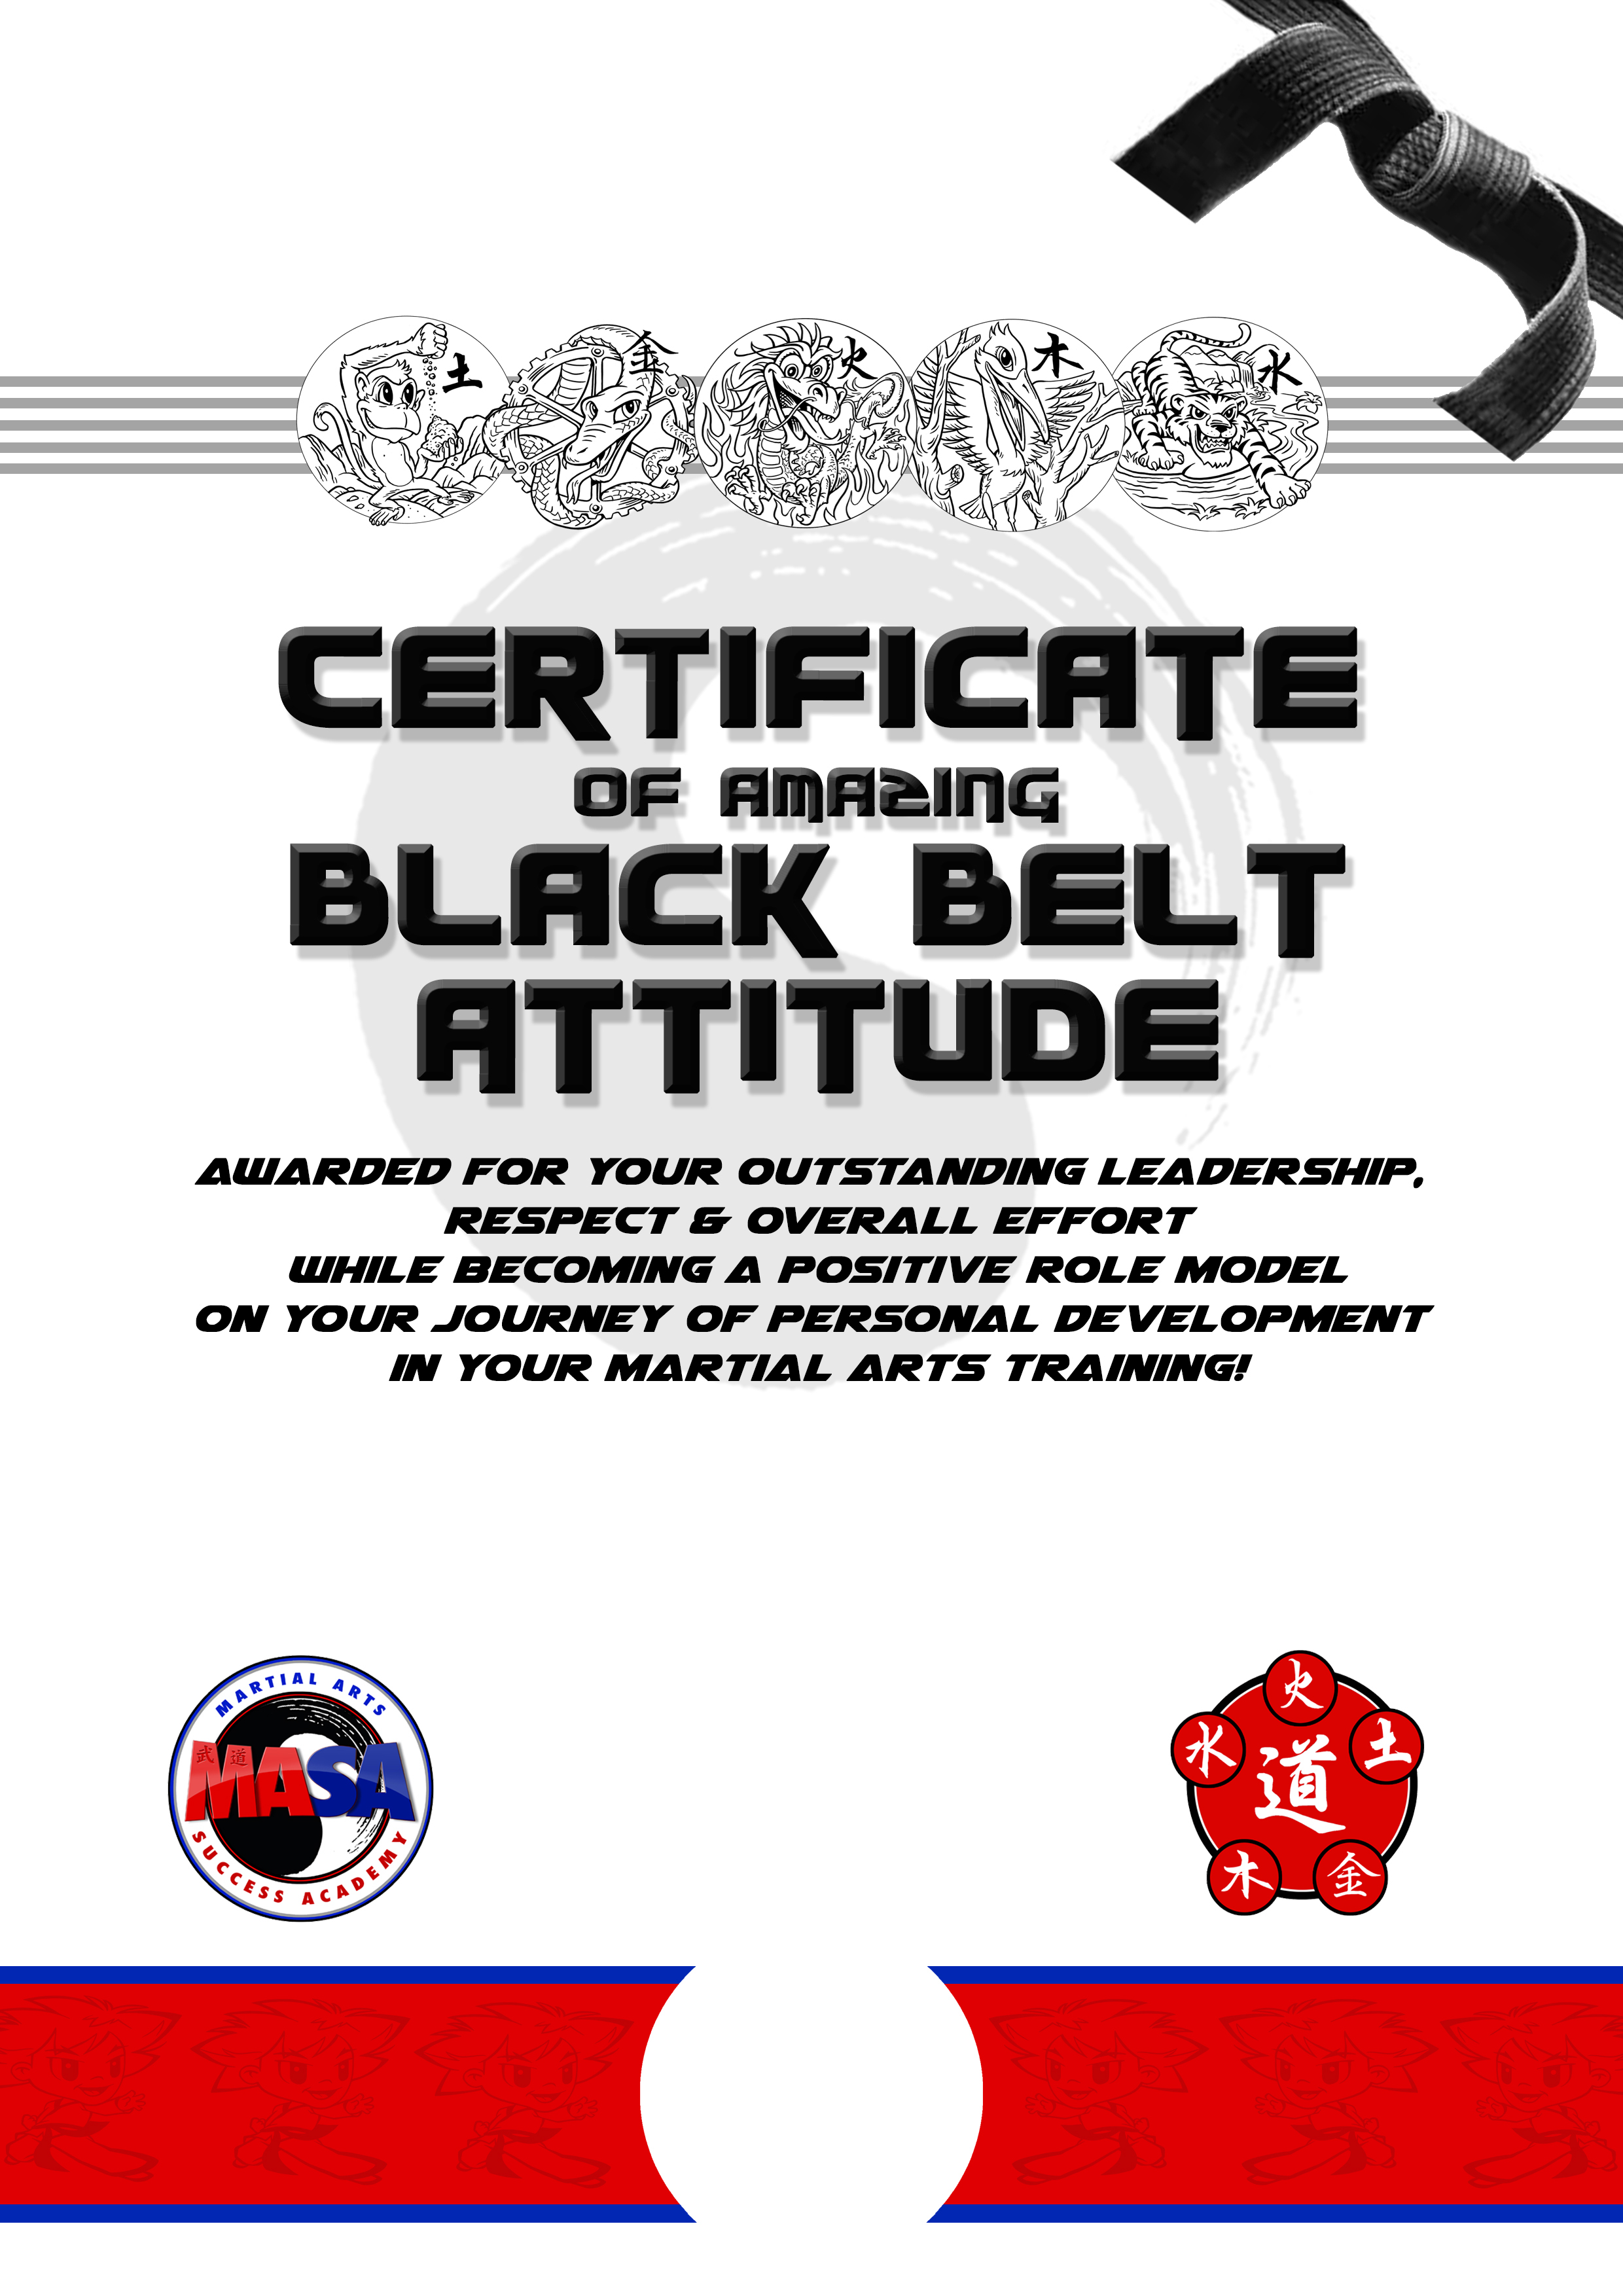 土 金 火 木 水
CERTIFICATE
OF AMAZING
BLACK BELT
ATTITUDE
AWARDED FOR YOUR OUTSTANDING LEADERSHIP,
RESPECT & OVERALL EFFORT
WHILE BECOMING A POSITIVE ROLE MODEL
ON YOUR JOURNEY OF PERSONAL DEVELOPMENT
IN YOUR MARTIAL ARTS TRAINING!
MARTIAL ARTS
武道
MASA
SUCCESS ACADEMY
火
水 土
道
木 金